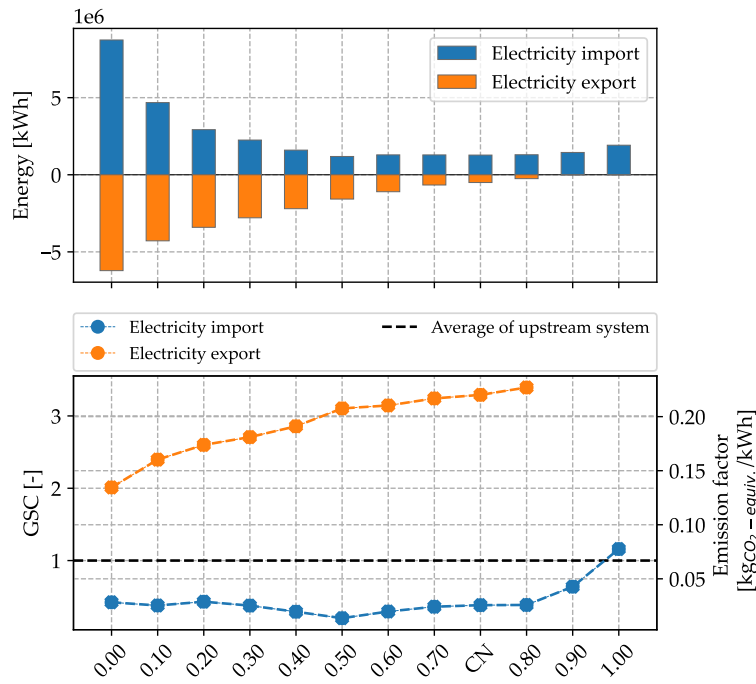 1e6
Electricity import
Electricity export
Energy [kWh]
5
0
−5
Electricity import
Electricity export
Average of upstream system
GSC [-]
3
2
1
0.20
0.15
0.10
0.05
Emission factor
[kgCO2−equiv./kWh]
0.00 0.10 0.20 0.30 0.40 0.50 0.60 0.70 CN 0.80 0.90 1.00